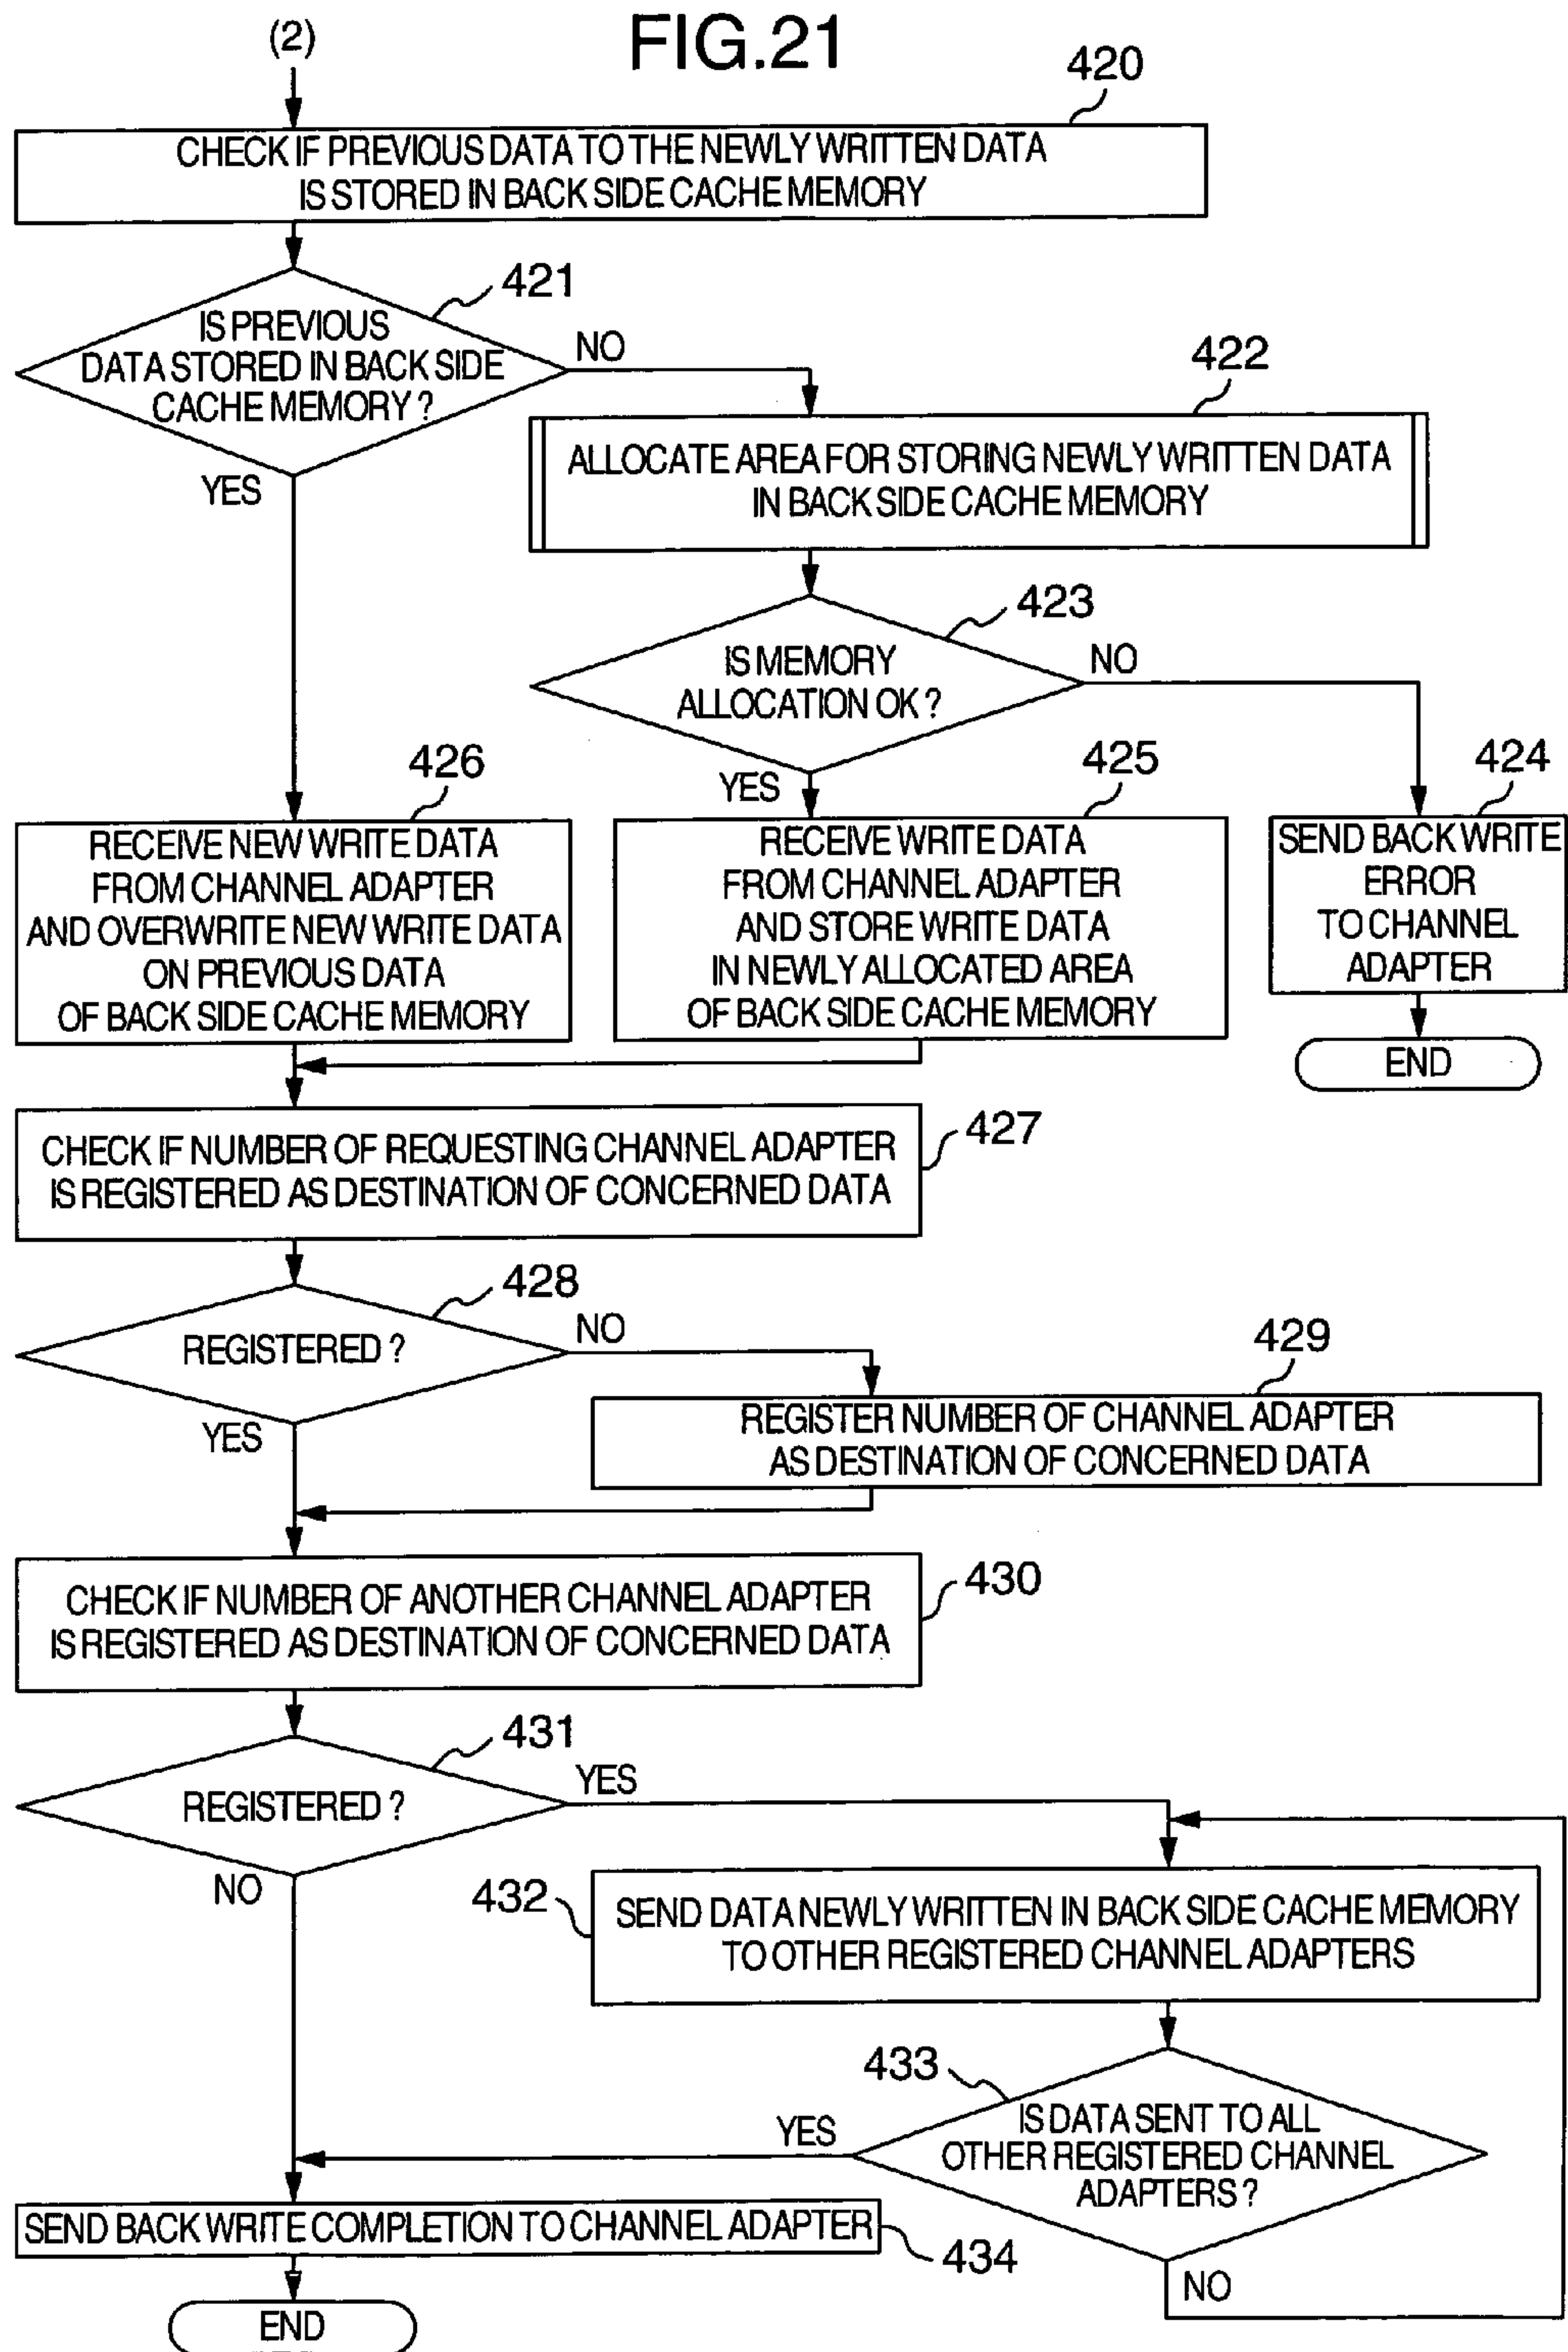 FIG.21
(2)
420
CHECK IF PREVIOUS DATA TO THE NEWLY WRITTEN DATA
IS STORED IN BACK SIDE CACHE MEMORY
421
IS PREVIOUS
DATA STORED IN BACK SIDE
CACHE MEMORY ?
NO
YES
422
ALLOCATE AREA FOR STORING NEWLY WRITTEN DATA
IN BACK SIDE CACHE MEMORY
423
IS MEMORY
ALLOCATION OK ?
NO
YES
426
RECEIVE NEW WRITE DATA
FROM CHANNEL ADAPTER
AND OVERWRITE NEW WRITE DATA
ON PREVIOUS DATA
OF BACK SIDE CACHE MEMORY
425
RECEIVE WRITE DATA
FROM CHANNEL ADAPTER
AND STORE WRITE DATA
IN NEWLY ALLOCATED AREA
OF BACK SIDE CACHE MEMORY
424
SEND BACK WRITE
ERROR
TO CHANNEL
ADAPTER
END
427
CHECK IF NUMBER OF REQUESTING CHANNEL ADAPTER
IS REGISTERED AS DESTINATION OF CONCERNED DATA
428
REGISTERED ?
NO
YES
429
REGISTER NUMBER OF CHANNEL ADAPTER
AS DESTINATION OF CONCERNED DATA
430
CHECK IF NUMBER OF ANOTHER CHANNEL ADAPTER
IS REGISTERED AS DESTINATION OF CONCERNED DATA
431
REGISTERED ?
YES
NO
432
SEND DATA NEWLY WRITTEN IN BACK SIDE CACHE MEMORY
TO OTHER REGISTERED CHANNEL ADAPTERS
433
IS DATA SENT TO ALL
OTHER REGISTERED CHANNEL
ADAPTERS ?
YES
NO
SEND BACK WRITE COMPLETION TO CHANNEL ADAPTER
434
END